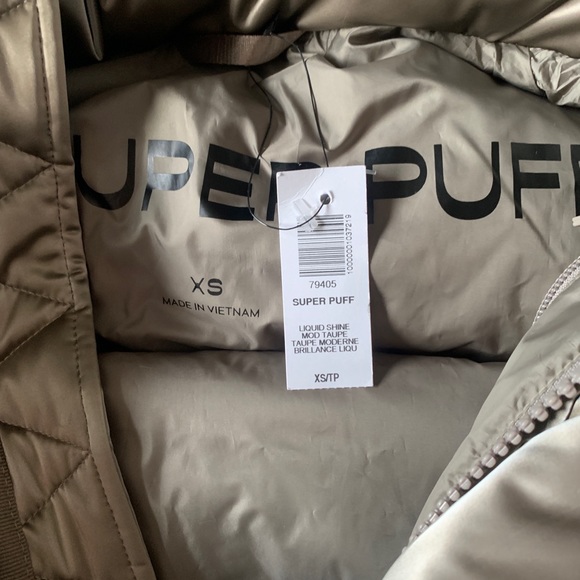 UPER PUFF
XS
MADE IN VIETNAM
10000001037219
79405
SUPER PUFF
LIQUID SHINE
MOD TAUPE
TAUPE MODERNE
BRILLANCE LIQU
XS/TP